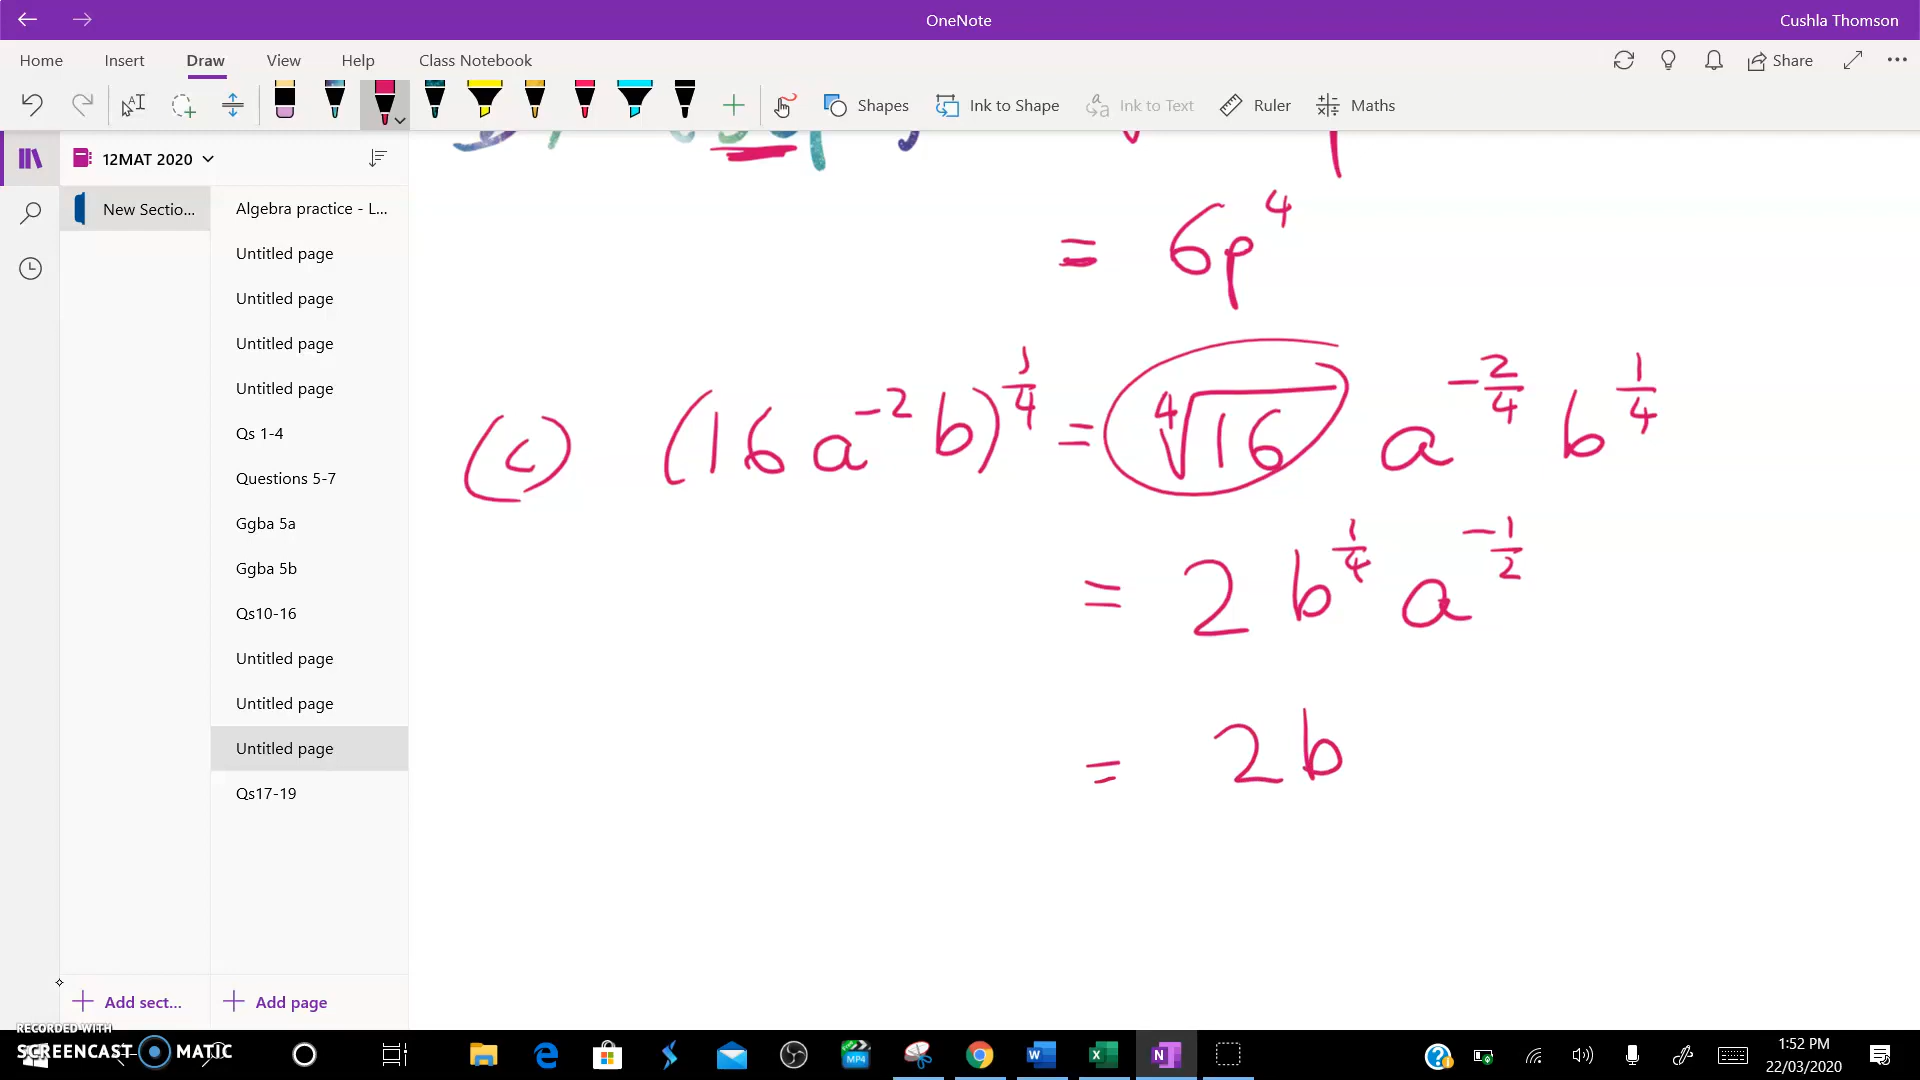 OneNote
Cushla Thomson
Home Insert Draw View Help Class Notebook
Share
Shapes Ink to Shape Ink to Text Ruler Maths
12MAT 2020
New Sectio...
Algebra practice - L...
Untitled page
Untitled page
Untitled page
Untitled page
Qs 1-4
Questions 5-7
Ggba 5a
Ggba 5b
Qs10-16
Untitled page
Untitled page
Untitled page
Qs17-19
Add sect...
Add page
= 6p⁴
(c) (16a⁻²b)^(1/4) = ⁴√16 a^(-2/4) b^(1/4)
= 2 b^(1/4) a^(-1/2)
= 2b
RECORDED WITH
SCREENCAST MATIC
MP4
1:52 PM
22/03/2020